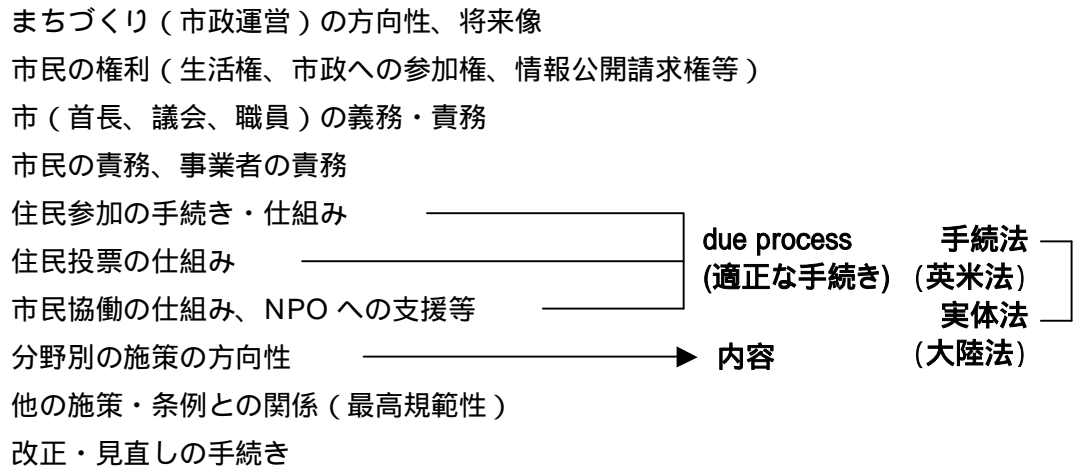 まちづくり（市政運営）の方向性、将来像
市民の権利（生活権、市政への参加権、情報公開請求権等）
市（首長、議会、職員）の義務・責務
市民の責務、事業者の責務
住民参加の手続き・仕組み
住民投票の仕組み
市民協働の仕組み、NPO への支援等
due process
(適正な手続き)
手続法
（英米法）
実体法
（大陸法）
分野別の施策の方向性
内容
他の施策・条例との関係（最高規範性）
改正・見直しの手続き